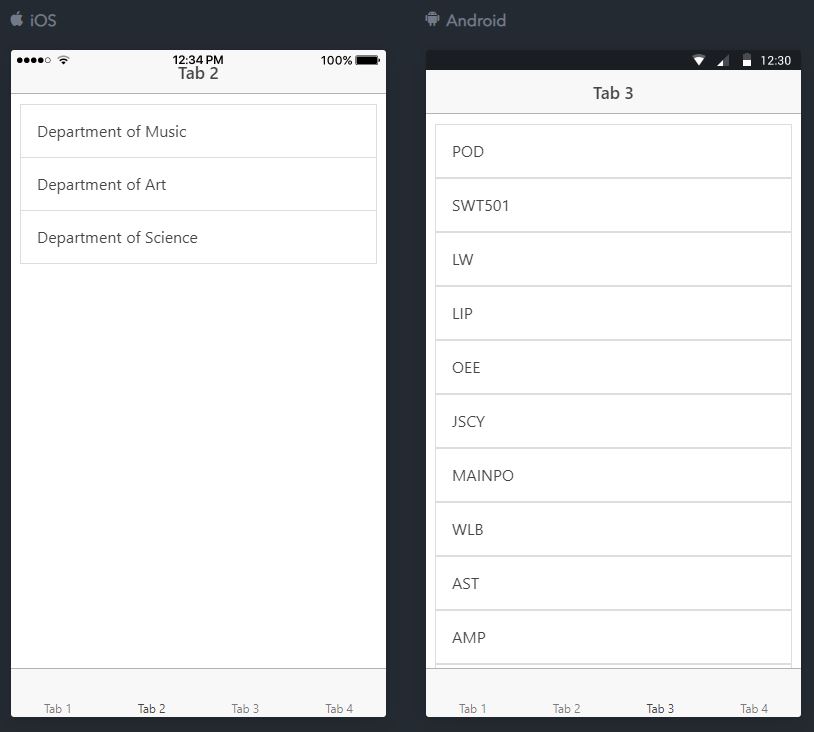 iOS
12:34 PM
100%
Tab 2
Department of Music
Department of Art
Department of Science
Tab 1
Tab 2
Tab 3
Tab 4
Android
12:30
Tab 3
POD
SWT501
LW
LIP
OEE
JSCY
MAINPO
WLB
AST
AMP
Tab 1
Tab 2
Tab 3
Tab 4